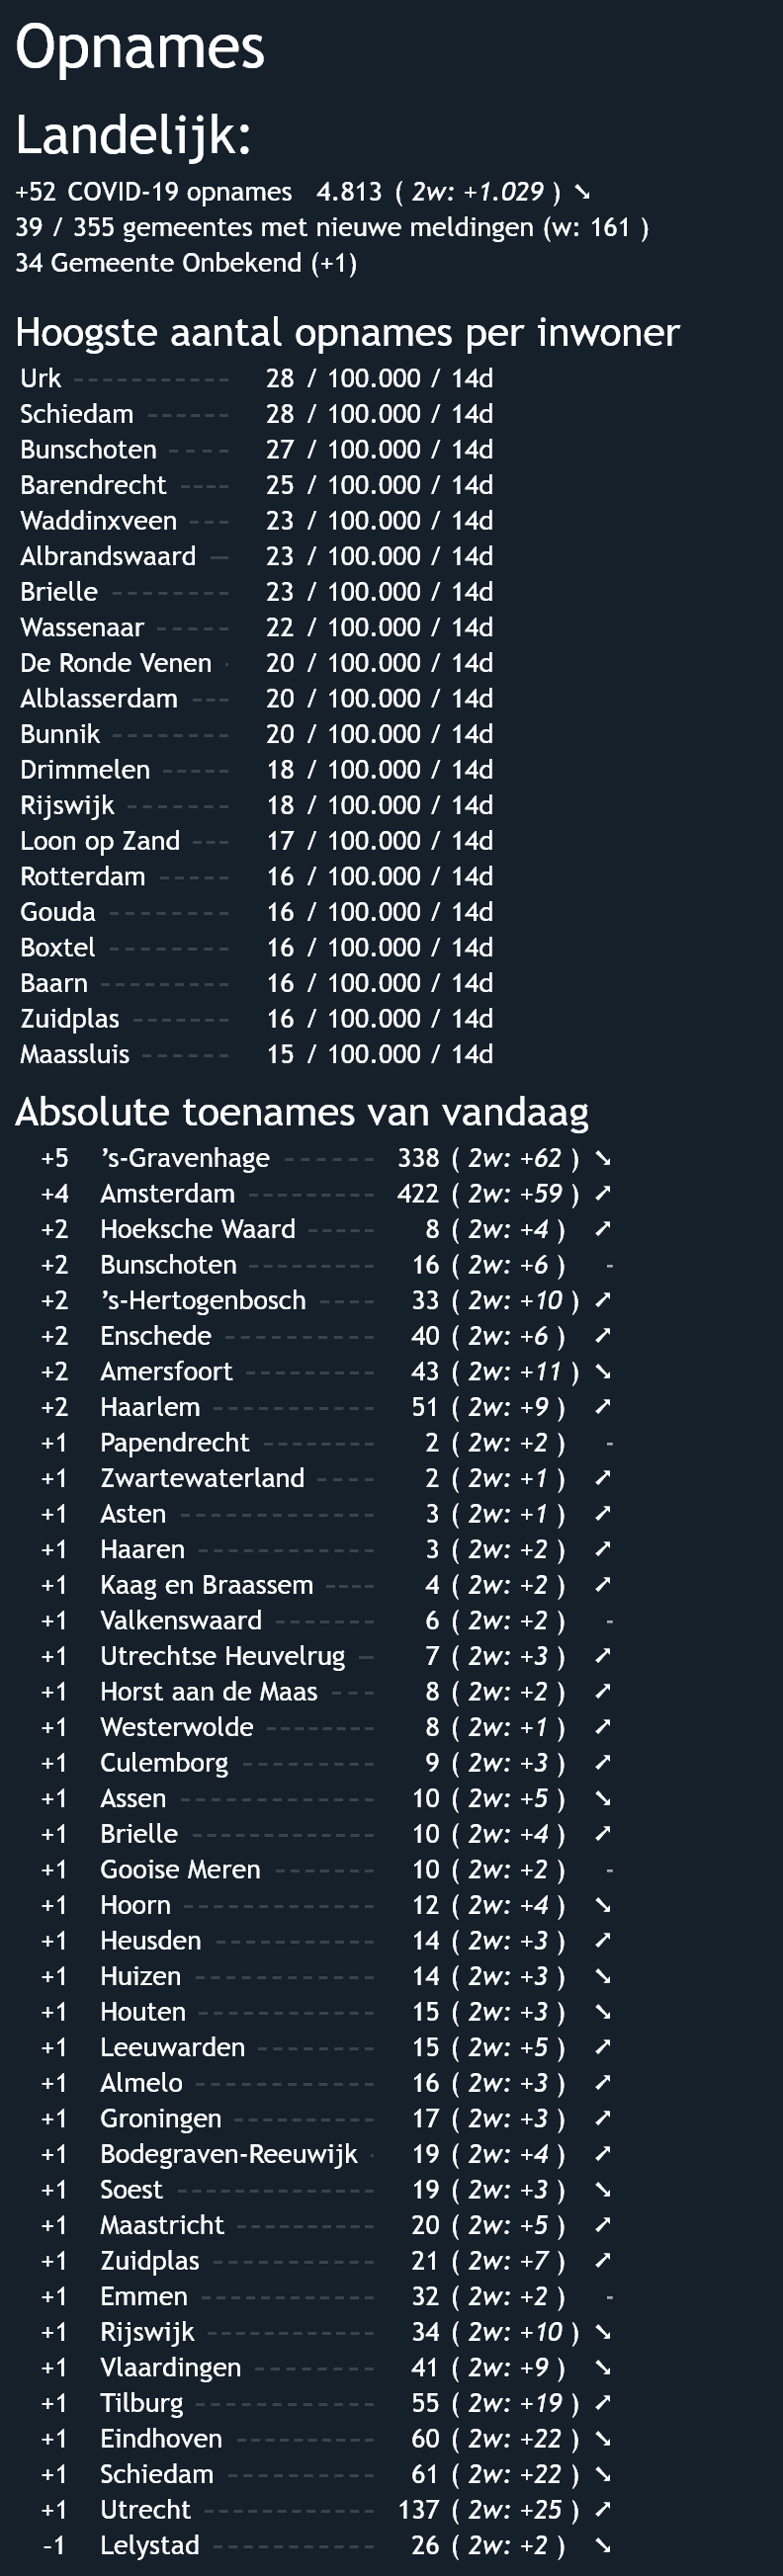 Opnames
Landelijk:
+52 COVID-19 opnames 4.813 ( 2w: +1.029 ) ➘
39 / 355 gemeentes met nieuwe meldingen (w: 161 )
34 Gemeente Onbekend (+1)
Hoogste aantal opnames per inwoner
Urk ----------- 28 / 100.000 / 14d
Schiedam ------ 28 / 100.000 / 14d
Bunschoten ---- 27 / 100.000 / 14d
Barendrecht ---- 25 / 100.000 / 14d
Waddinxveen --- 23 / 100.000 / 14d
Albrandswaard -- 23 / 100.000 / 14d
Brielle -------- 23 / 100.000 / 14d
Wassenaar ----- 22 / 100.000 / 14d
De Ronde Venen - 20 / 100.000 / 14d
Alblasserdam --- 20 / 100.000 / 14d
Bunnik -------- 20 / 100.000 / 14d
Drimmelen ----- 18 / 100.000 / 14d
Rijswijk ------- 18 / 100.000 / 14d
Loon op Zand --- 17 / 100.000 / 14d
Rotterdam ----- 16 / 100.000 / 14d
Gouda -------- 16 / 100.000 / 14d
Boxtel -------- 16 / 100.000 / 14d
Baarn --------- 16 / 100.000 / 14d
Zuidplas ------- 16 / 100.000 / 14d
Maassluis ------ 15 / 100.000 / 14d
Absolute toenames van vandaag
+5 ’s-Gravenhage ------ 338 ( 2w: +62 ) ➘
+4 Amsterdam --------- 422 ( 2w: +59 ) ➚
+2 Hoeksche Waard ----- 8 ( 2w: +4 ) ➚
+2 Bunschoten --------- 16 ( 2w: +6 ) -
+2 ’s-Hertogenbosch ---- 33 ( 2w: +10 ) ➚
+2 Enschede ----------- 40 ( 2w: +6 ) ➚
+2 Amersfoort --------- 43 ( 2w: +11 ) ➘
+2 Haarlem ------------ 51 ( 2w: +9 ) ➚
+1 Papendrecht -------- 2 ( 2w: +2 ) -
+1 Zwartewaterland ---- 2 ( 2w: +1 ) ➚
+1 Asten ------------- 3 ( 2w: +1 ) ➚
+1 Haaren ------------ 3 ( 2w: +2 ) ➚
+1 Kaag en Braassem ---- 4 ( 2w: +2 ) ➚
+1 Valkenswaard ------- 6 ( 2w: +2 ) -
+1 Utrechtse Heuvelrug -- 7 ( 2w: +3 ) ➚
+1 Horst aan de Maas --- 8 ( 2w: +2 ) ➚
+1 Westerwolde -------- 8 ( 2w: +1 ) ➚
+1 Culemborg --------- 9 ( 2w: +3 ) ➚
+1 Assen ------------- 10 ( 2w: +5 ) ➘
+1 Brielle ------------ 10 ( 2w: +4 ) ➚
+1 Gooise Meren ------- 10 ( 2w: +2 ) -
+1 Hoorn ------------- 12 ( 2w: +4 ) ➘
+1 Heusden ----------- 14 ( 2w: +3 ) ➚
+1 Huizen ------------ 14 ( 2w: +3 ) ➘
+1 Houten ------------ 15 ( 2w: +3 ) ➘
+1 Leeuwarden -------- 15 ( 2w: +5 ) ➚
+1 Almelo ------------ 16 ( 2w: +3 ) ➚
+1 Groningen ---------- 17 ( 2w: +3 ) ➚
+1 Bodegraven-Reeuwijk - 19 ( 2w: +4 ) ➚
+1 Soest ------------- 19 ( 2w: +3 ) ➘
+1 Maastricht ---------- 20 ( 2w: +5 ) ➚
+1 Zuidplas ----------- 21 ( 2w: +7 ) ➚
+1 Emmen ------------ 32 ( 2w: +2 ) -
+1 Rijswijk ------------ 34 ( 2w: +10 ) ➘
+1 Vlaardingen -------- 41 ( 2w: +9 ) ➘
+1 Tilburg ------------ 55 ( 2w: +19 ) ➚
+1 Eindhoven ---------- 60 ( 2w: +22 ) ➘
+1 Schiedam ---------- 61 ( 2w: +22 ) ➘
+1 Utrecht ------------ 137 ( 2w: +25 ) ➚
-1 Lelystad ----------- 26 ( 2w: +2 ) ➘